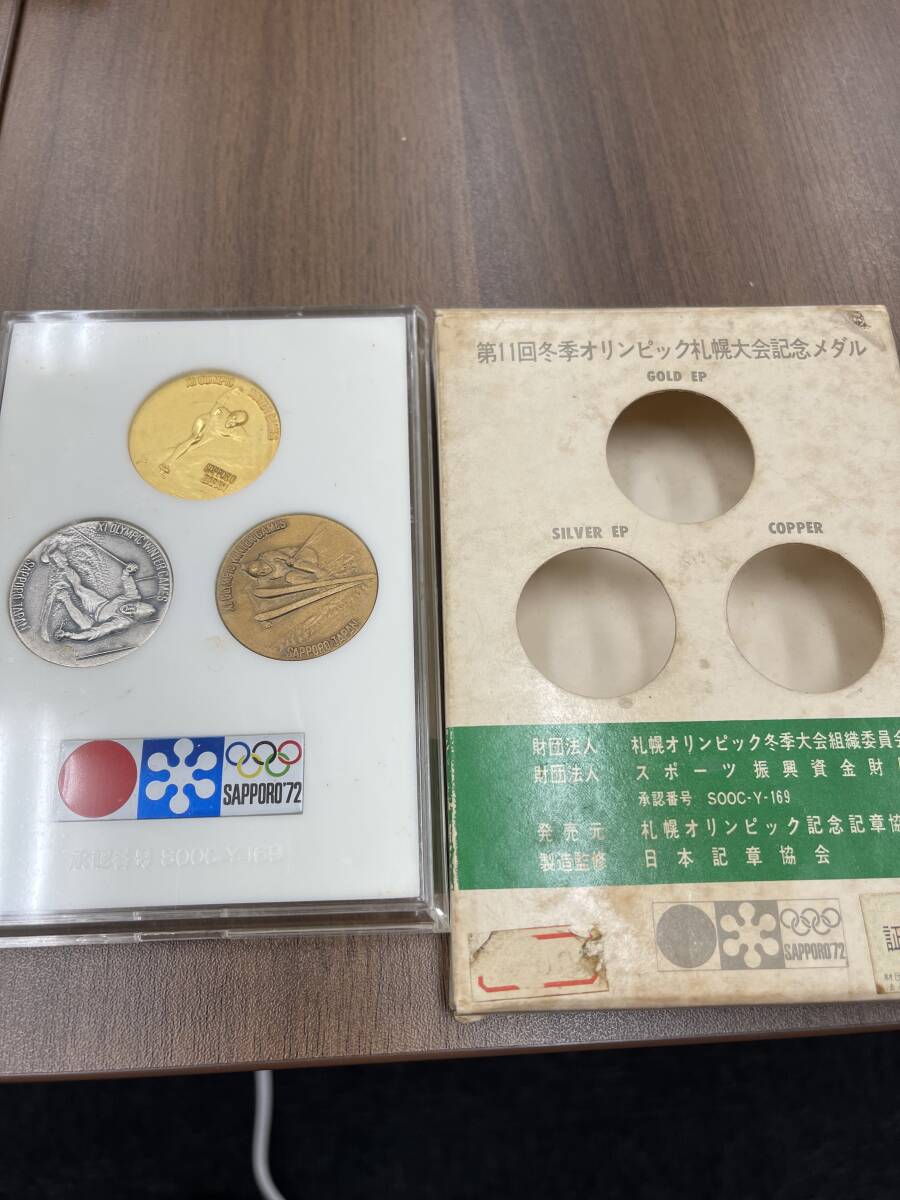 XI OLYMPIC WINTER GAMES
SAPPORO
JAPAN
XI OLYMPIC WINTER GAMES
SAPPORO JAPAN
XI OLYMPIC WINTER GAMES
SAPPORO JAPAN
SAPPORO'72
承認番号 SOOC-Y-169
第11回冬季オリンピック札幌大会記念メダル
GOLD EP
SILVER EP
COPPER
財団法人 札幌オリンピック冬季大会組織委員会
財団法人 スポーツ振興資金財
承認番号 SOOC-Y-169
発売元 札幌オリンピック記念記章協
製造監修 日本記章協会
SAPPORO'72
証